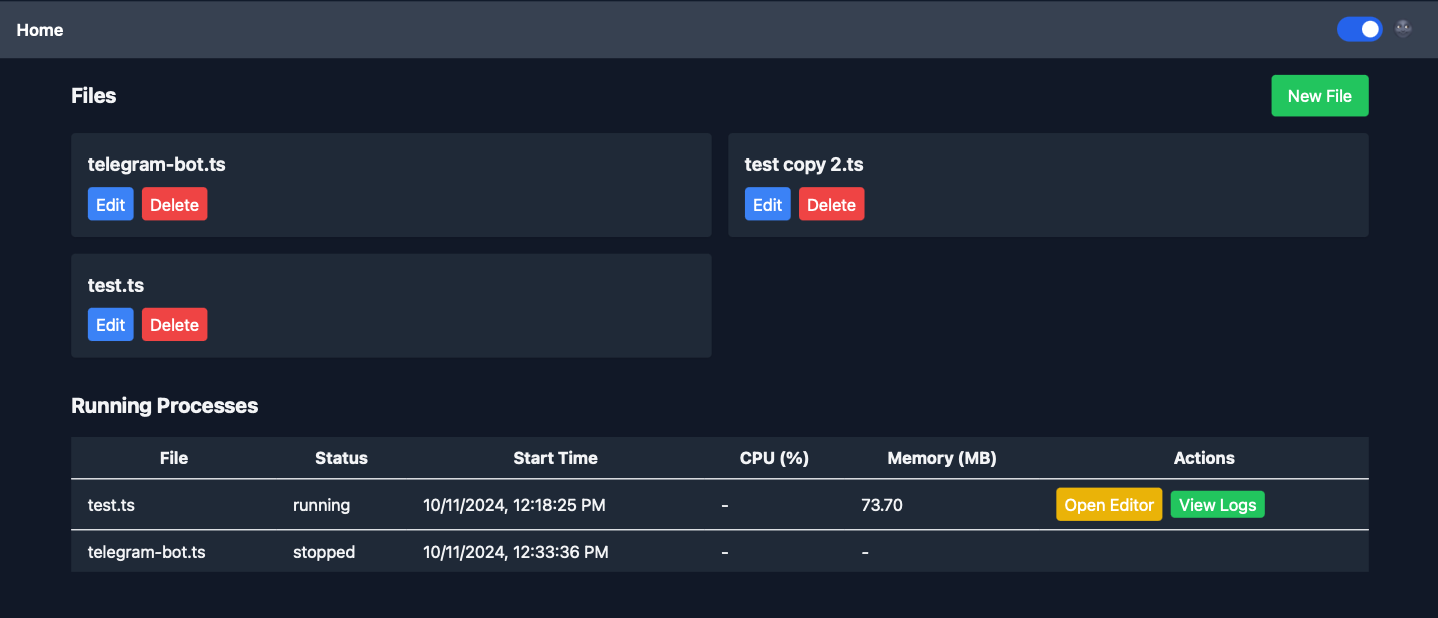 Home
Files
New File
telegram-bot.ts
test copy 2.ts
Edit Delete
Edit Delete
test.ts
Edit Delete
Running Processes
File Status Start Time CPU (%) Memory (MB) Actions
test.ts running 10/11/2024, 12:18:25 PM - 73.70 Open Editor View Logs
telegram-bot.ts stopped 10/11/2024, 12:33:36 PM - -